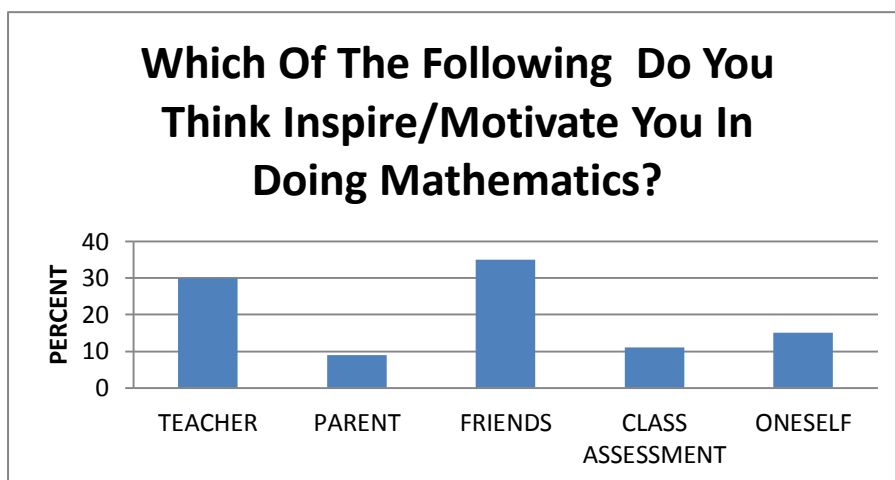 Which Of The Following  Do You
Think Inspire/Motivate You In
Doing Mathematics?
40
30
20
10
0
PERCENT
TEACHER PARENT FRIENDS CLASS ASSESSMENT ONESELF